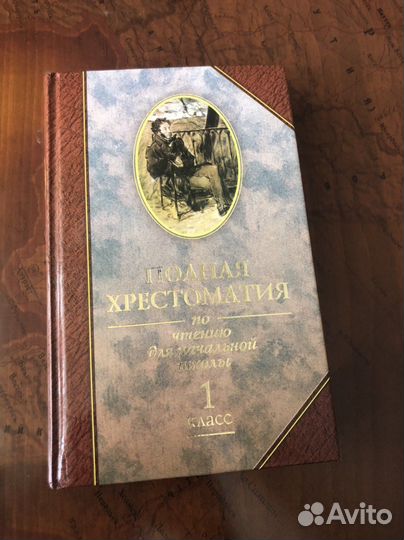 ПОЛНАЯ
ХРЕСТОМАТИЯ
по
чтению
для начальной
школы
1
класс
Avito